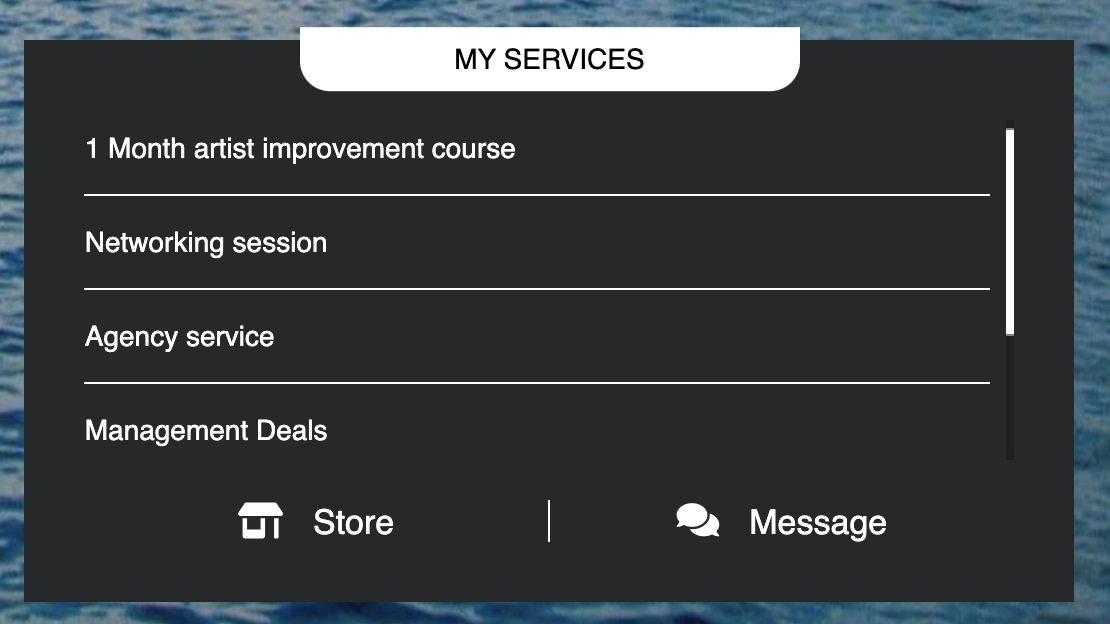 MY SERVICES
1 Month artist improvement course
Networking session
Agency service
Management Deals
Store
Message